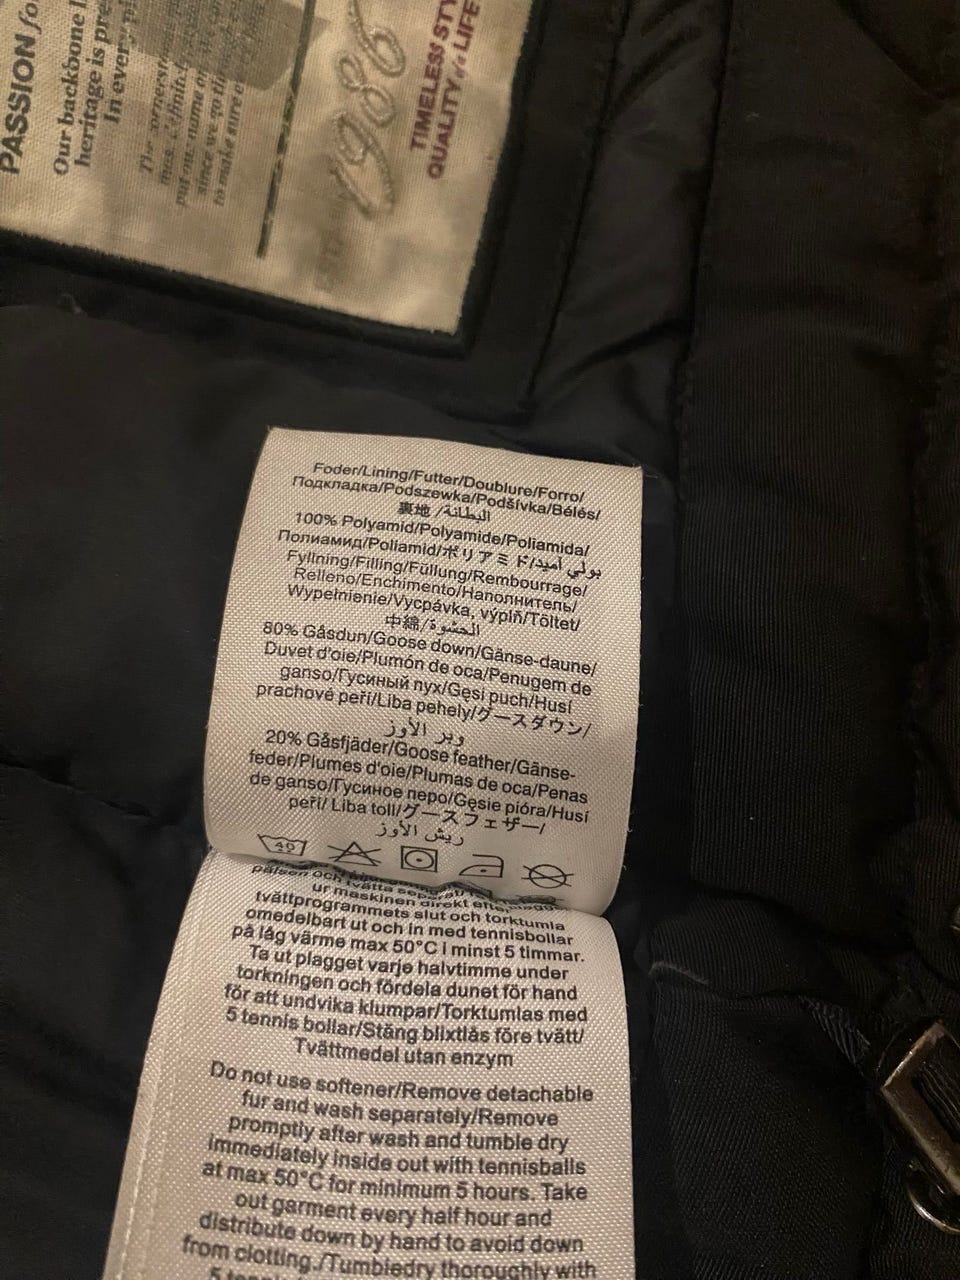 PASSION
Our backbone
heritage is pre
In every
1986
TIMELESS STY
QUALITY of LIFE
Foder/Lining/Futter/Doublure/Forro/
Подкладка/Podszewka/Podšívka/Bélés/
裏地/البطانة
100% Polyamid/Polyamide/Poliamida/
Полиамид/Poliamid/ポリアミド/بولي أميد
Fyllning/Filling/Füllung/Rembourrage/
Relleno/Enchimento/Наполнитель/
Wypełnienie/Vycpávka, výplň/Töltet/
中綿/الحشوة
80% Gåsdun/Goose down/Gänse-daune/
Duvet d'oie/Plumón de oca/Penugem de
ganso/Гусиный пух/Gęsi puch/Husí
prachové peří/Liba pehely/グースダウン/
وبر الأوز
20% Gåsfjäder/Goose feather/Gänse-
feder/Plumes d'oie/Plumas de oca/Penas
de ganso/Гусиное перо/Gęsie pióra/Husí
peří/ Liba toll/グースフェザー/
ريش الأوز
40
pälsen och tvätta separat/
ur maskinen direkt efter
tvättprogrammets slut och torktumla
omedelbart ut och in med tennisbollar
på låg värme max 50°C i minst 5 timmar.
Ta ut plagget varje halvtimme under
torkningen och fördela dunet för hand
för att undvika klumpar/Torktumlas med
5 tennis bollar/Stäng blixtlås före tvätt/
Tvättmedel utan enzym
Do not use softener/Remove detachable
fur and wash separately/Remove
promptly after wash and tumble dry
immediately inside out with tennisballs
at max 50°C for minimum 5 hours. Take
out garment every half hour and
distribute down by hand to avoid down
from clotting./Tumbledry thoroughly with